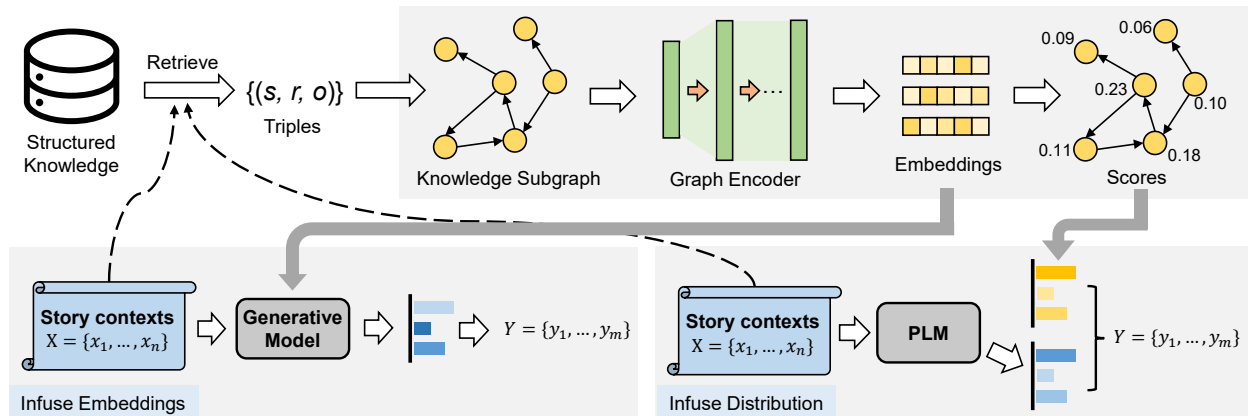 Retrieve
{(s, r, o)}
Triples
Structured
Knowledge
Knowledge Subgraph
Graph Encoder
...
Embeddings
0.09
0.06
0.23
0.10
0.11
0.18
Scores
Story contexts
X = {x₁, ..., xₙ}
Generative
Model
Y = {y₁, ..., yₘ}
Infuse Embeddings
Story contexts
X = {x₁, ..., xₙ}
PLM
Y = {y₁, ..., yₘ}
Infuse Distribution